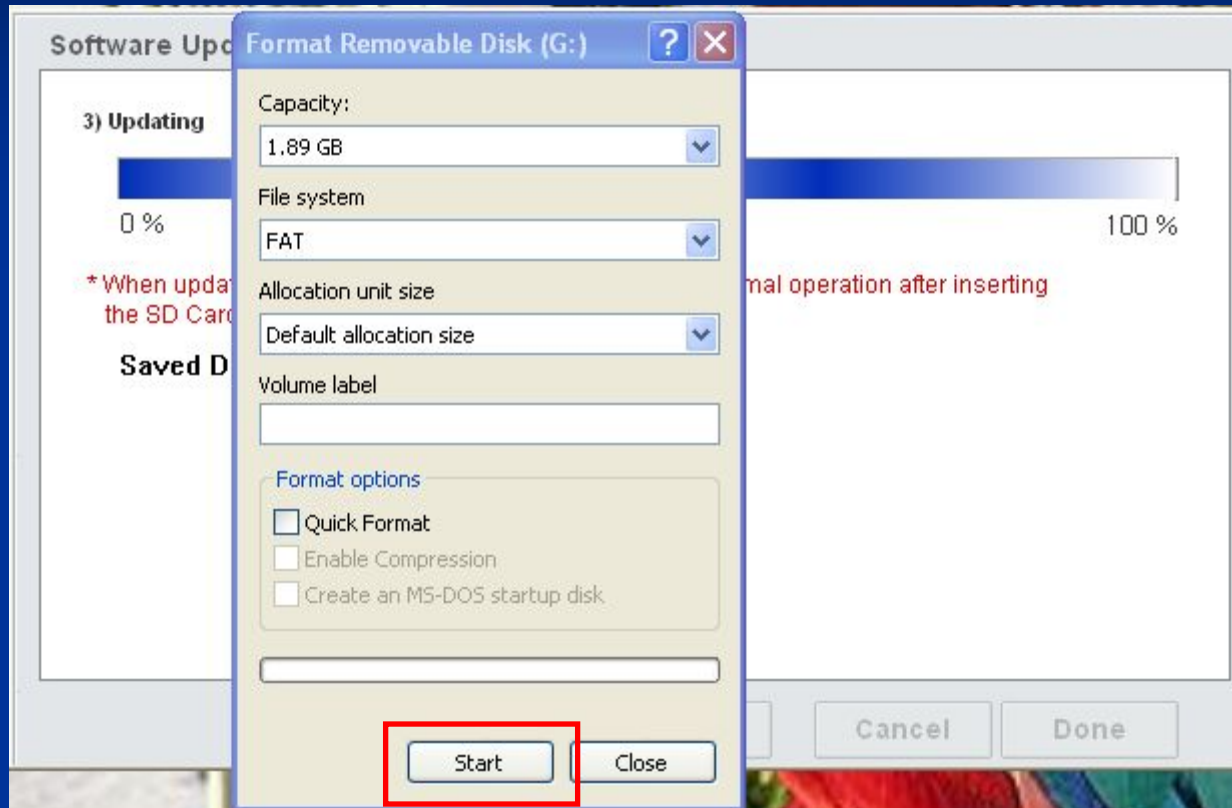 Software Upd
Format Removable Disk (G:)
?
Capacity:
1.89 GB
3) Updating
File system
0 %
100 %
FAT
* When updat
mal operation after inserting
Allocation unit size
the SD Card
Default allocation size
Saved D
Volume label
Format options
Quick Format
Enable Compression
Create an MS-DOS startup disk
Start
Close
Cancel
Done